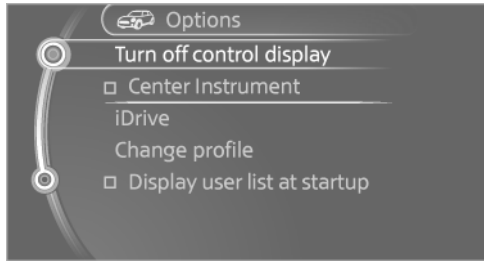 Options
Turn off control display
Center Instrument
iDrive
Change profile
Display user list at startup